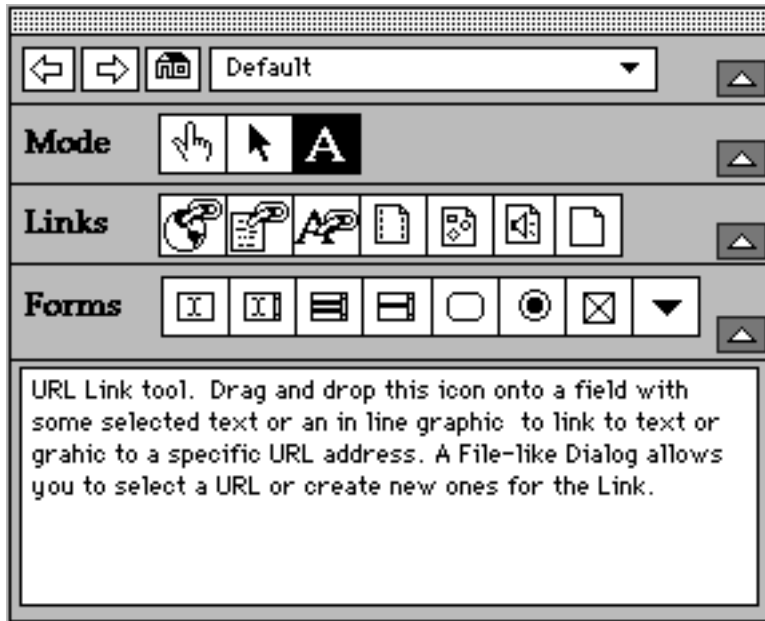 Default
Mode
A
Links
A
Forms
URL Link tool. Drag and drop this icon onto a field with
some selected text or an in line graphic to link to text or
grahic to a specific URL address. A File-like Dialog allows
you to select a URL or create new ones for the Link.